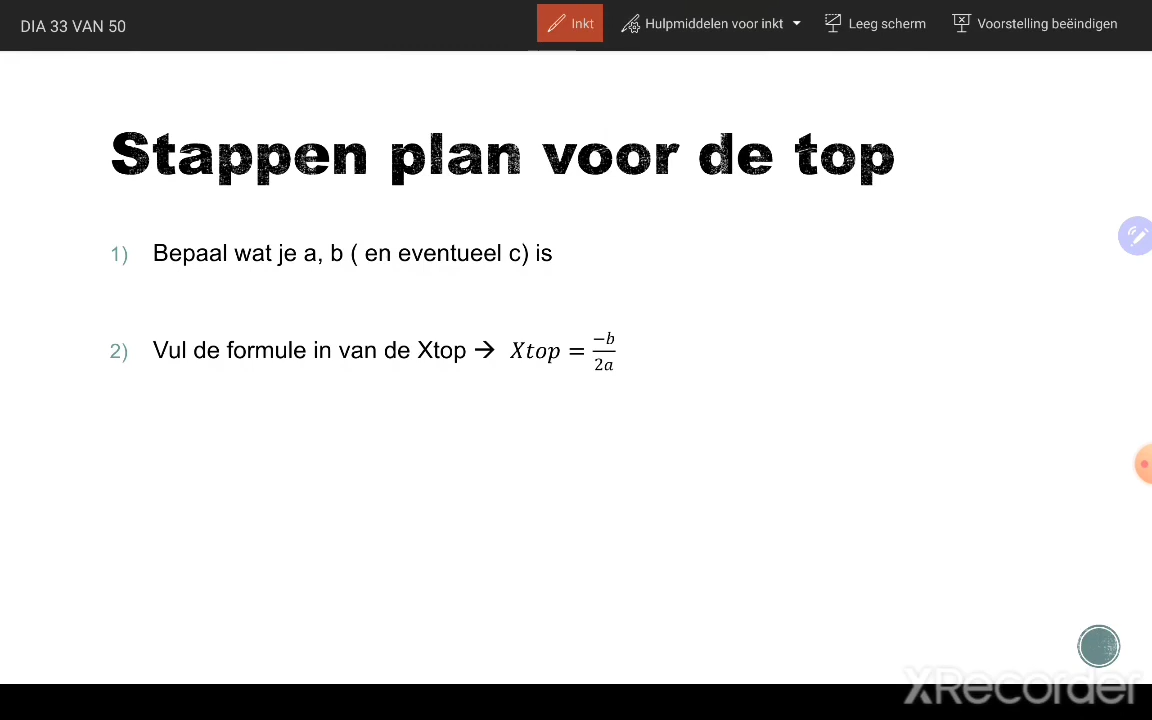 DIA 33 VAN 50
Inkt
Hulpmiddelen voor inkt
Leeg scherm
Voorstelling beëindigen
Stappen plan voor de top
1) Bepaal wat je a, b ( en eventueel c) is
2) Vul de formule in van de Xtop → Xtop = −b/2a
XRecorder